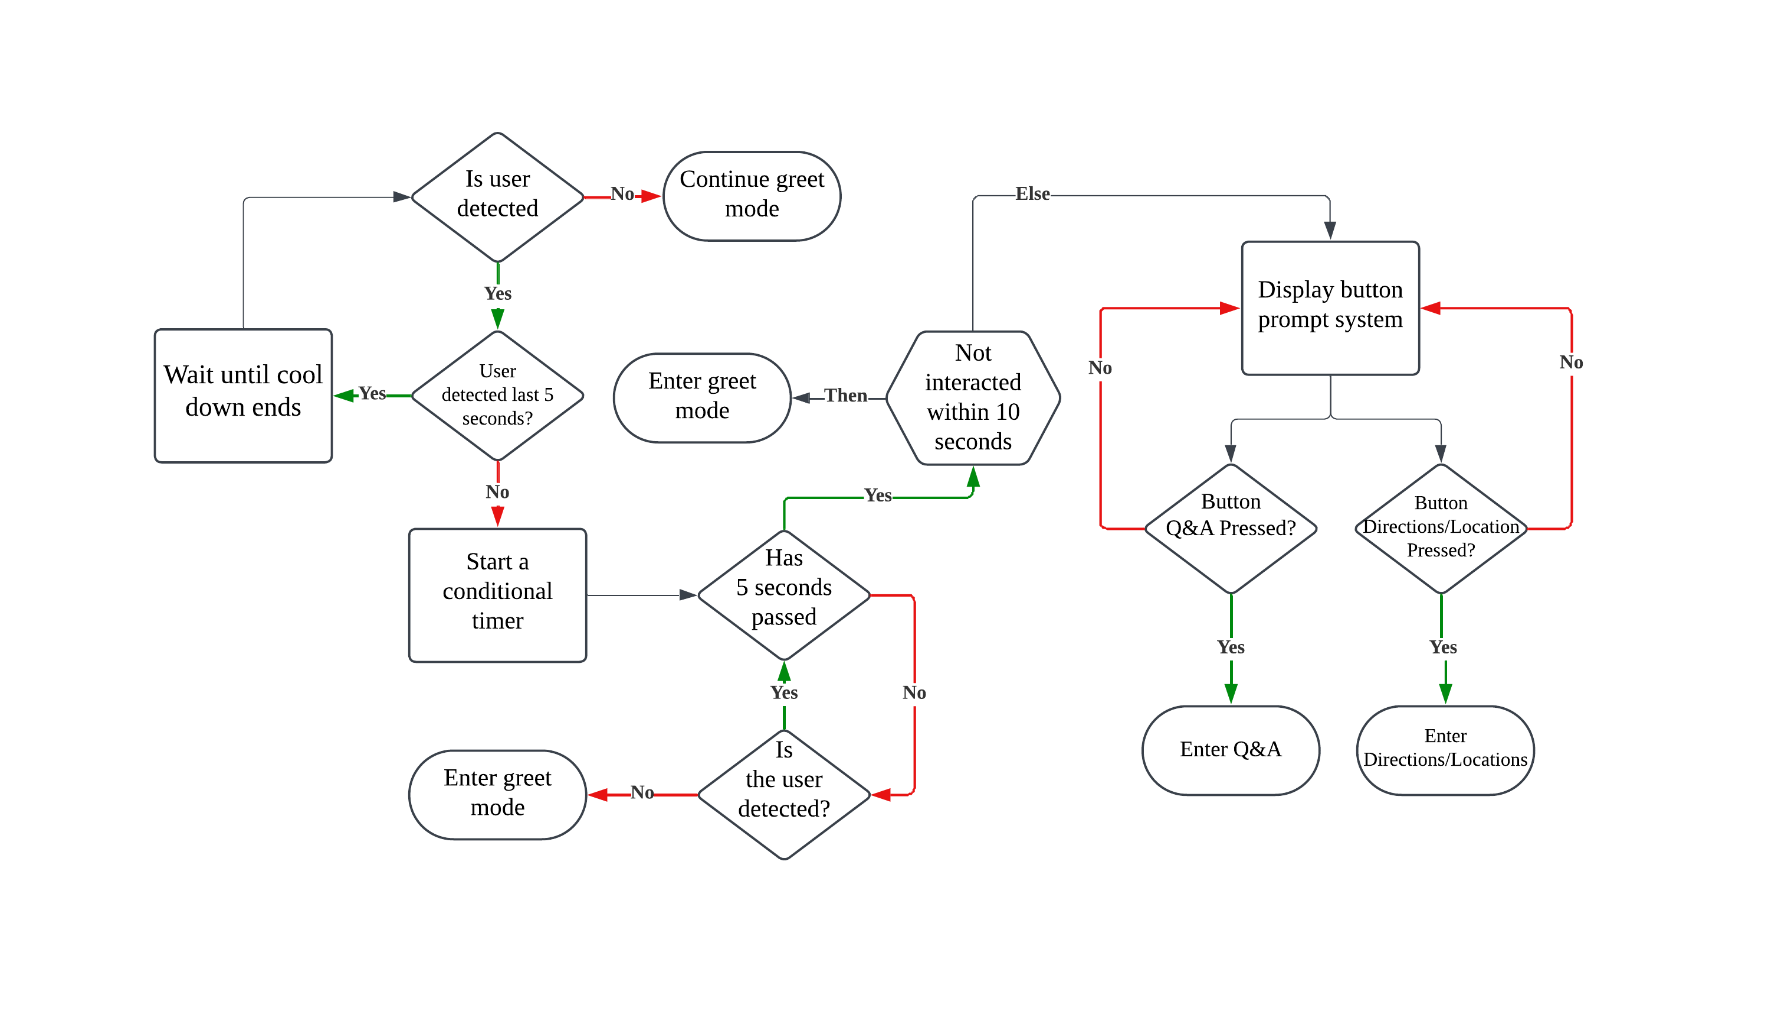 Is user
detected
No
Continue greet
mode
Yes
Wait until cool
down ends
Yes
User
detected last 5
seconds?
No
Start a
conditional
timer
Has
5 seconds
passed
Yes
No
Yes
Is
the user
detected?
No
Enter greet
mode
Not
interacted
within 10
seconds
Then
Enter greet
mode
Else
Display button
prompt system
No
No
Button
Q&A Pressed?
Button
Directions/Location
Pressed?
Yes
Yes
Enter Q&A
Enter
Directions/Locations